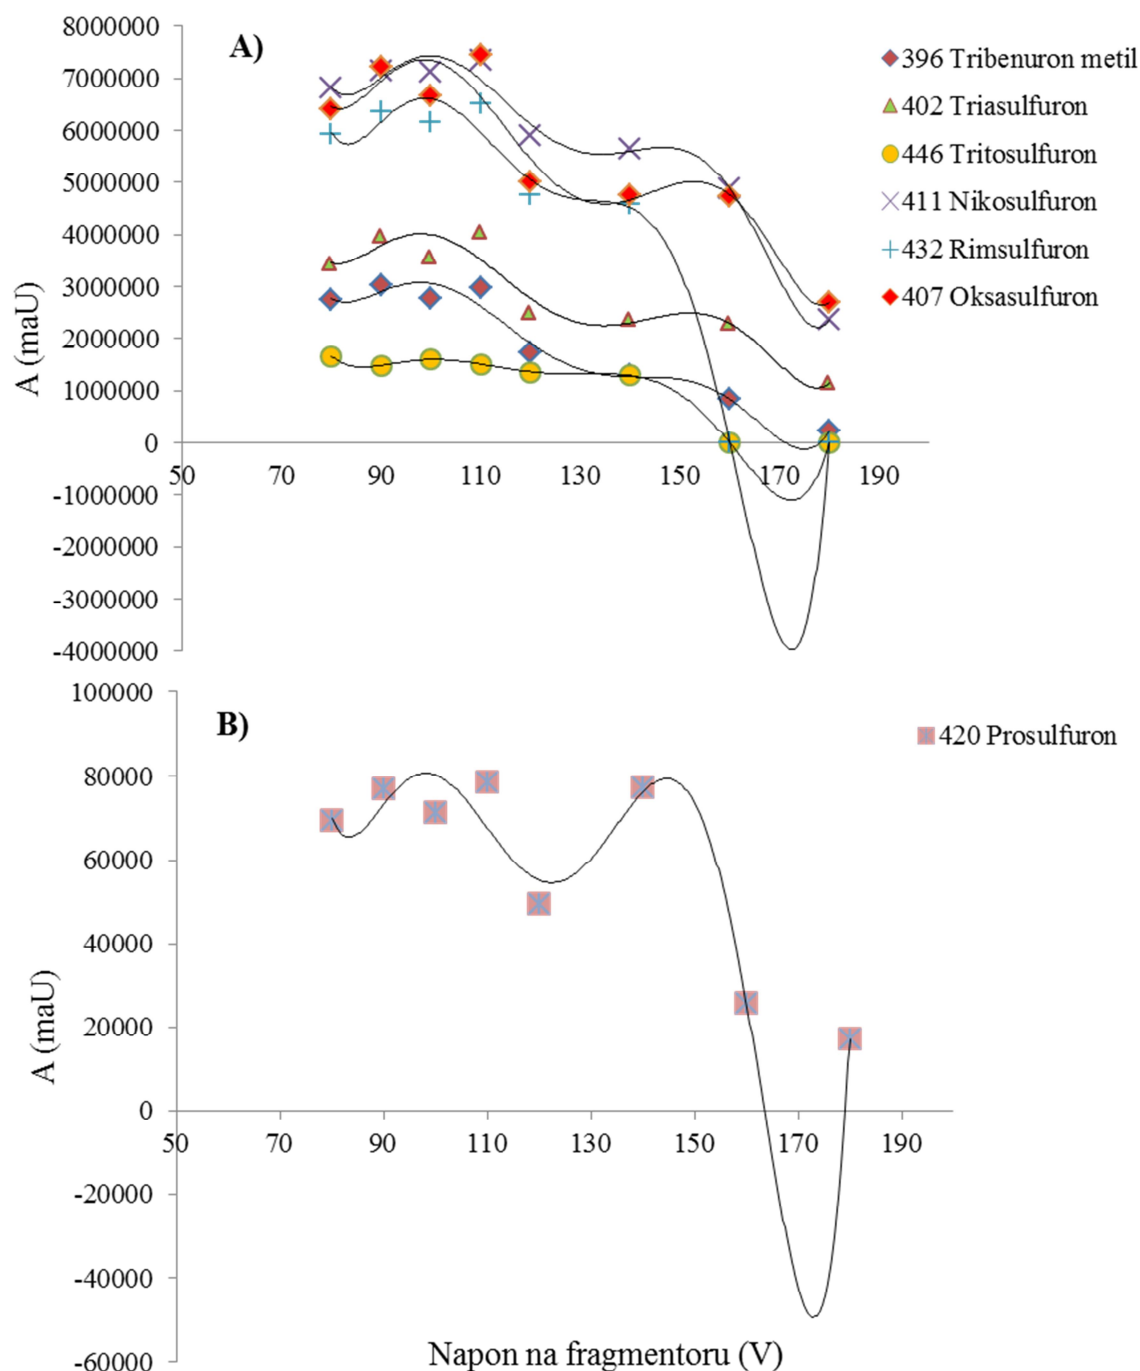 A)
8000000
7000000
6000000
5000000
4000000
3000000
2000000
1000000
0
-1000000
-2000000
-3000000
-4000000
A (maU)
50 70 90 110 130 150 170 190
396 Tribenuron metil
402 Triasulfuron
446 Tritosulfuron
411 Nikosulfuron
432 Rimsulfuron
407 Oksasulfuron
B)
100000
80000
60000
40000
20000
0
-20000
-40000
-60000
A (maU)
50 70 90 110 130 150 170 190
420 Prosulfuron
Napon na fragmentoru (V)